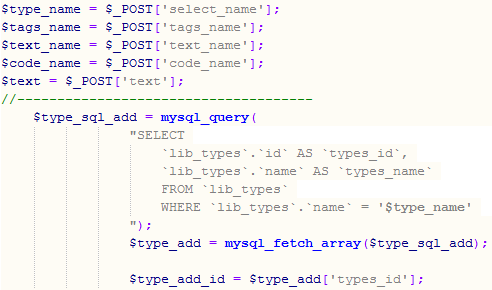 $type_name = $_POST['select_name'];
$tags_name = $_POST['tags_name'];
$text_name = $_POST['text_name'];
$code_name = $_POST['code_name'];
$text = $_POST['text'];
//-------------------------------------
$type_sql_add = mysql_query(
"SELECT
`lib_types`.`id` AS `types_id`,
`lib_types`.`name` AS `types_name`
FROM `lib_types`
WHERE `lib_types`.`name` = '$type_name'
");
$type_add = mysql_fetch_array($type_sql_add);
$type_add_id = $type_add['types_id'];